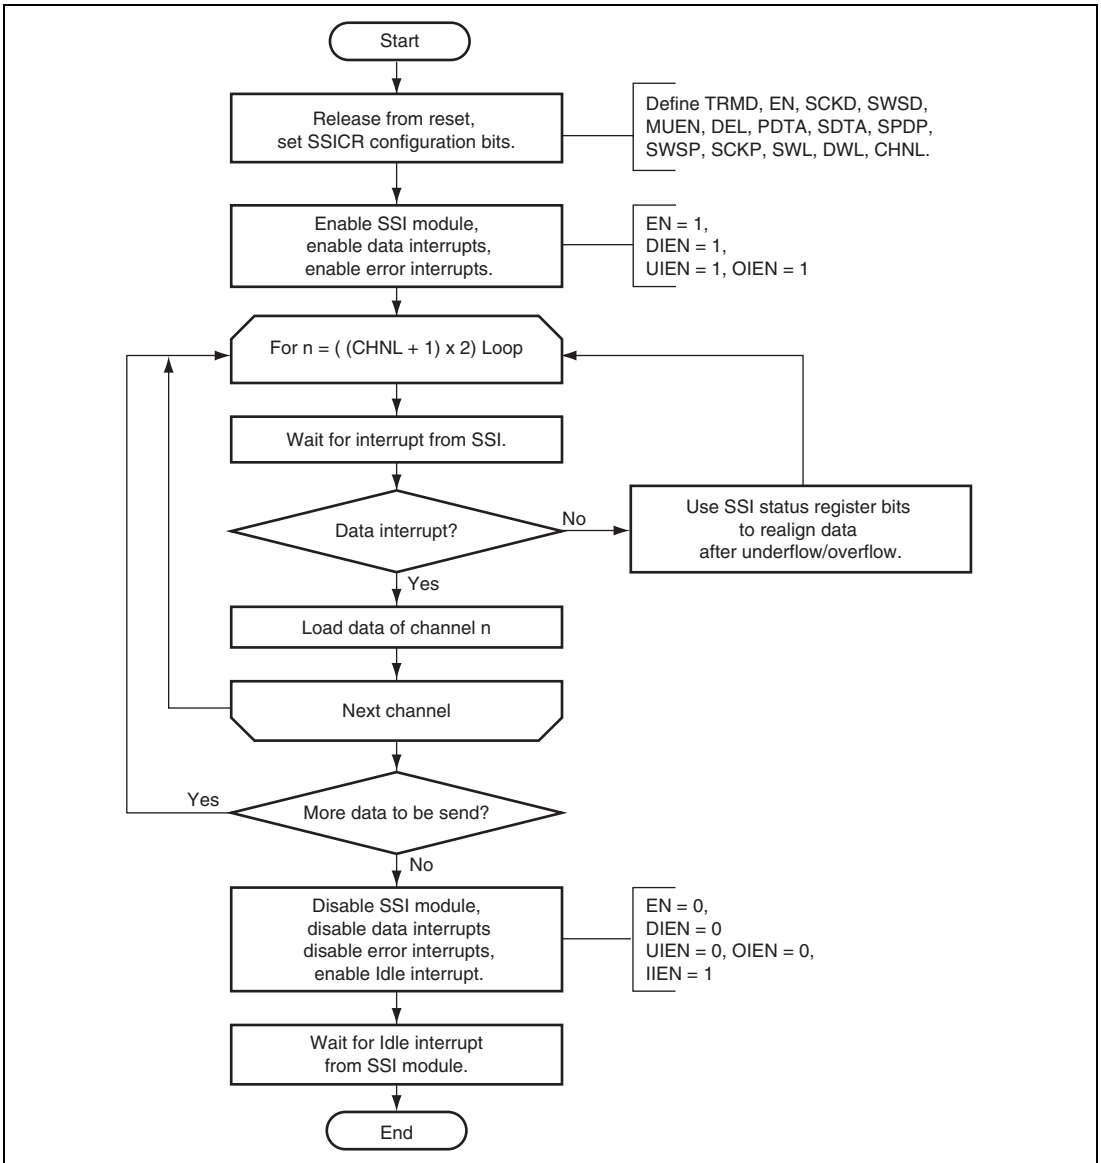 Start
Release from reset,
set SSICR configuration bits.
Define TRMD, EN, SCKD, SWSD,
MUEN, DEL, PDTA, SDTA, SPDP,
SWSP, SCKP, SWL, DWL, CHNL.
Enable SSI module,
enable data interrupts,
enable error interrupts.
EN = 1,
DIEN = 1,
UIEN = 1, OIEN = 1
For n = ( (CHNL + 1) x 2) Loop
Wait for interrupt from SSI.
Data interrupt?
No
Use SSI status register bits
to realign data
after underflow/overflow.
Yes
Load data of channel n
Next channel
Yes
More data to be send?
No
Disable SSI module,
disable data interrupts
disable error interrupts,
enable Idle interrupt.
EN = 0,
DIEN = 0
UIEN = 0, OIEN = 0,
IIEN = 1
Wait for Idle interrupt
from SSI module.
End